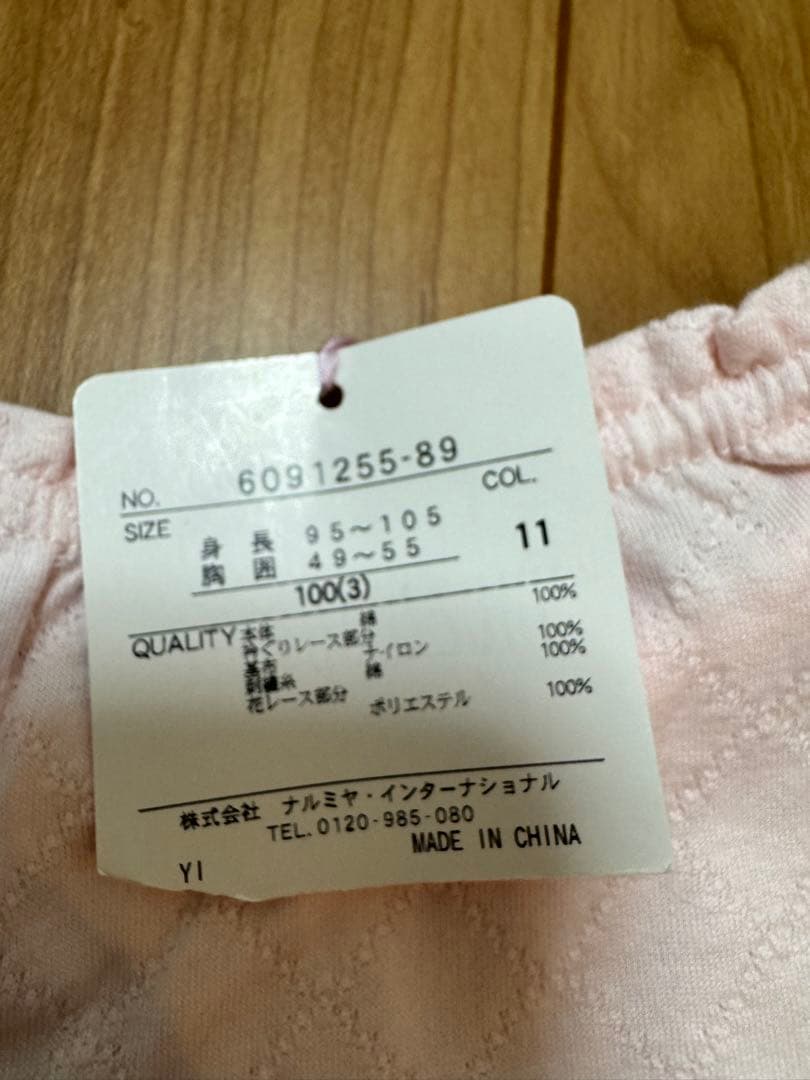 NO. 6091255-89
SIZE COL.
身長 95～105
胸囲 49～55 11
100(3)
QUALITY 本体 綿 100%
衿ぐりレース部分
基布 ナイロン 100%
刺繍糸 綿 100%
花レース部分 ポリエステル 100%
株式会社 ナルミヤ・インターナショナル
TEL.0120-985-080
MADE IN CHINA
YI